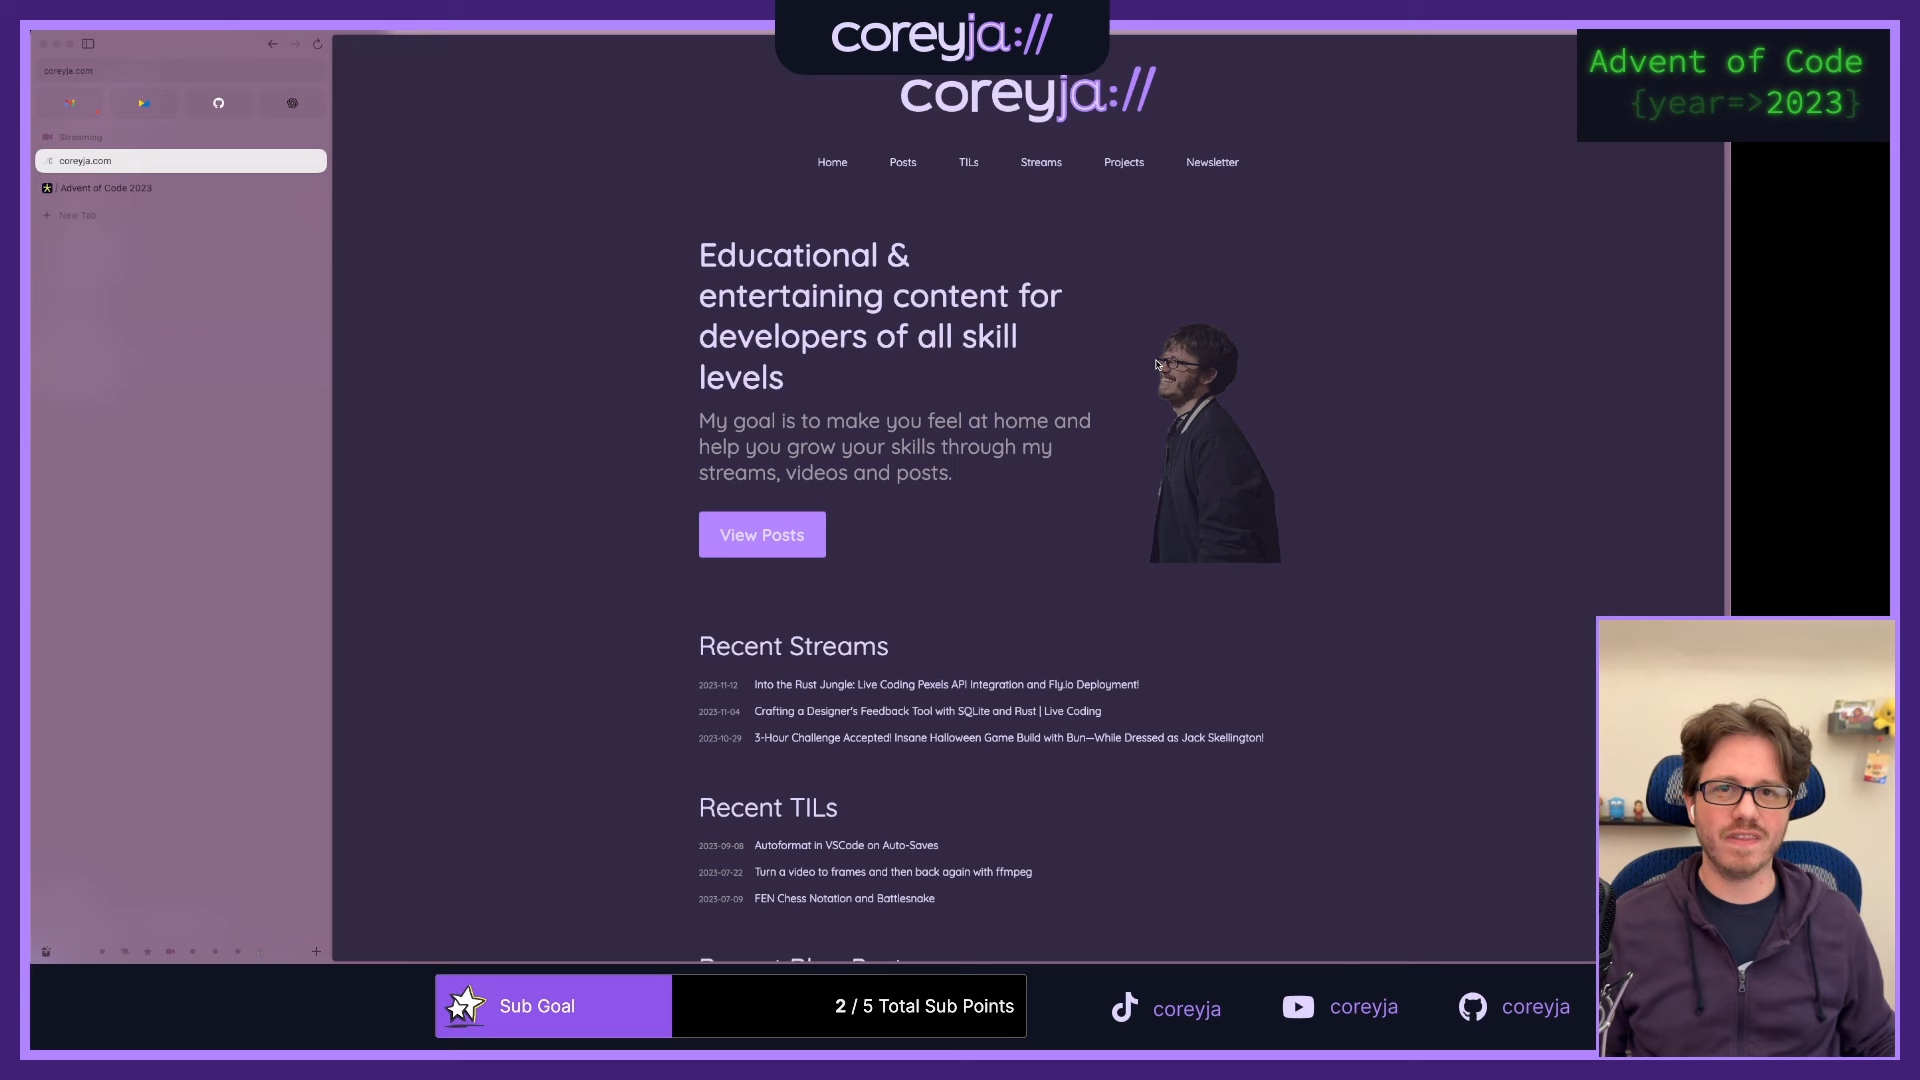 coreyja://
Advent of Code
{year=>2023}
coreyja.com
Streaming
coreyja.com
/ Advent of Code 2023
New Tab
coreyja://
Home Posts TILs Streams Projects Newsletter
Educational &
entertaining content for
developers of all skill
levels
My goal is to make you feel at home and
help you grow your skills through my
streams, videos and posts.
View Posts
Recent Streams
2023-11-12 Into the Rust Jungle: Live Coding Pexels API Integration and Fly.io Deployment!
2023-11-04 Crafting a Designer's Feedback Tool with SQLite and Rust | Live Coding
2023-10-29 3-Hour Challenge Accepted! Insane Halloween Game Build with Bun—While Dressed as Jack Skellington!
Recent TILs
2023-09-08 Autoformat in VSCode on Auto-Saves
2023-07-22 Turn a video to frames and then back again with ffmpeg
2023-07-09 FEN Chess Notation and Battlesnake
Sub Goal
2 / 5 Total Sub Points
coreyja
coreyja
coreyja